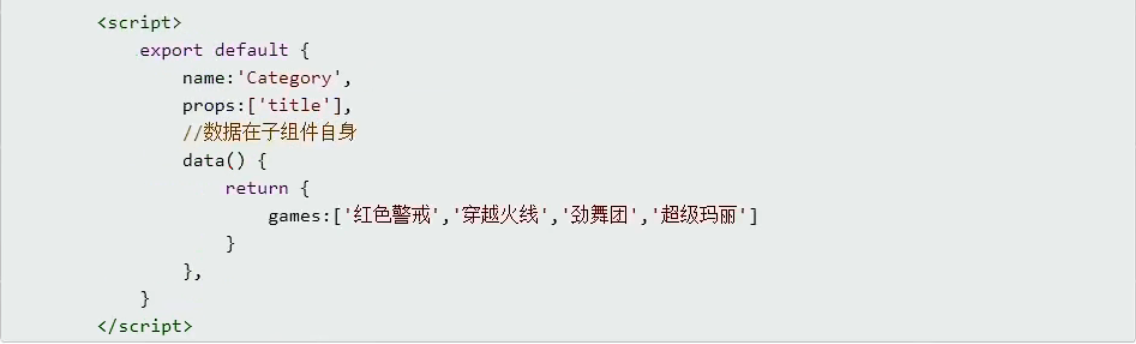 <script>
export default {
name:'Category',
props:['title'],
//数据在子组件自身
data() {
return {
games:['红色警戒','穿越火线','劲舞团','超级玛丽']
}
},
}
</script>